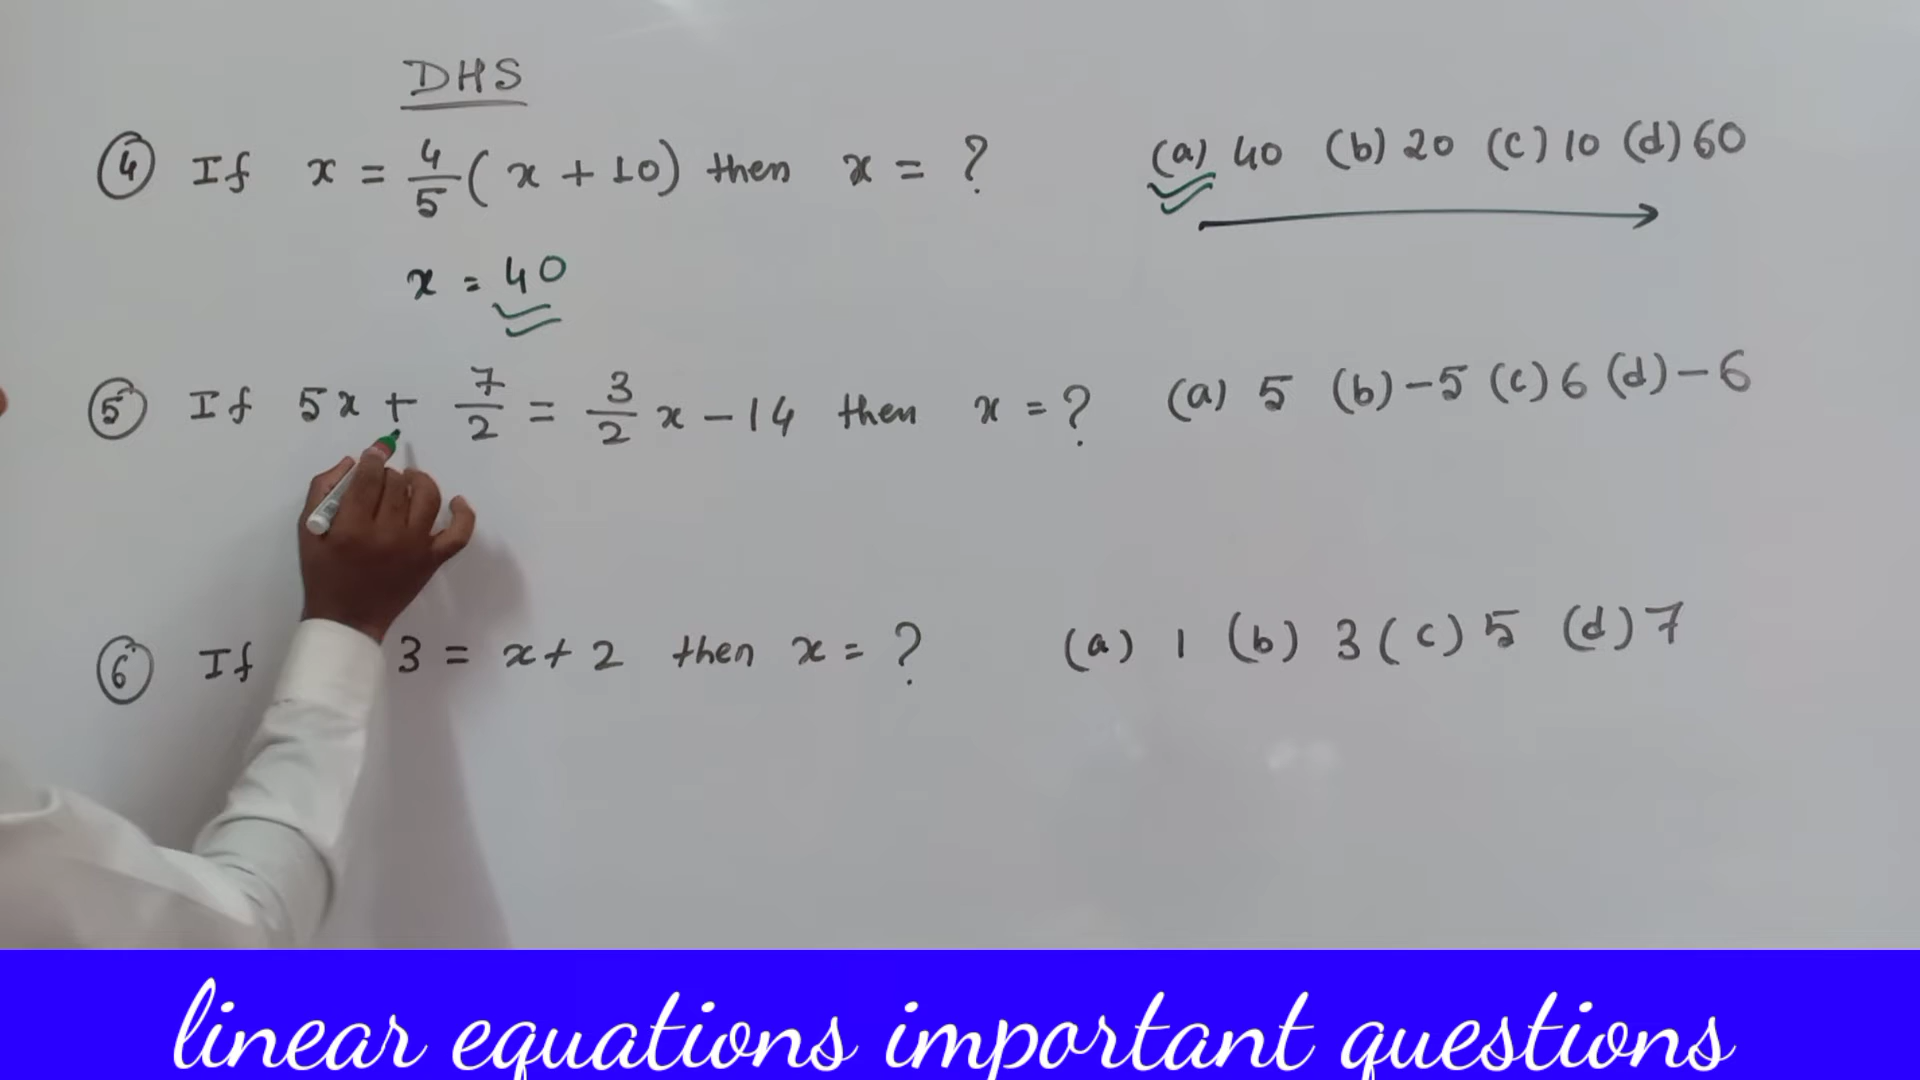 DHS
④ If x = 4/5 ( x + 10) then x = ? (a) 40 (b) 20 (c) 10 (d) 60
x = 40
⑤ If 5x + 7/2 = 3/2 x - 14 then x = ? (a) 5 (b) -5 (c) 6 (d) -6
⑥ If 3 = x + 2 then x = ? (a) 1 (b) 3 (c) 5 (d) 7
linear equations important questions